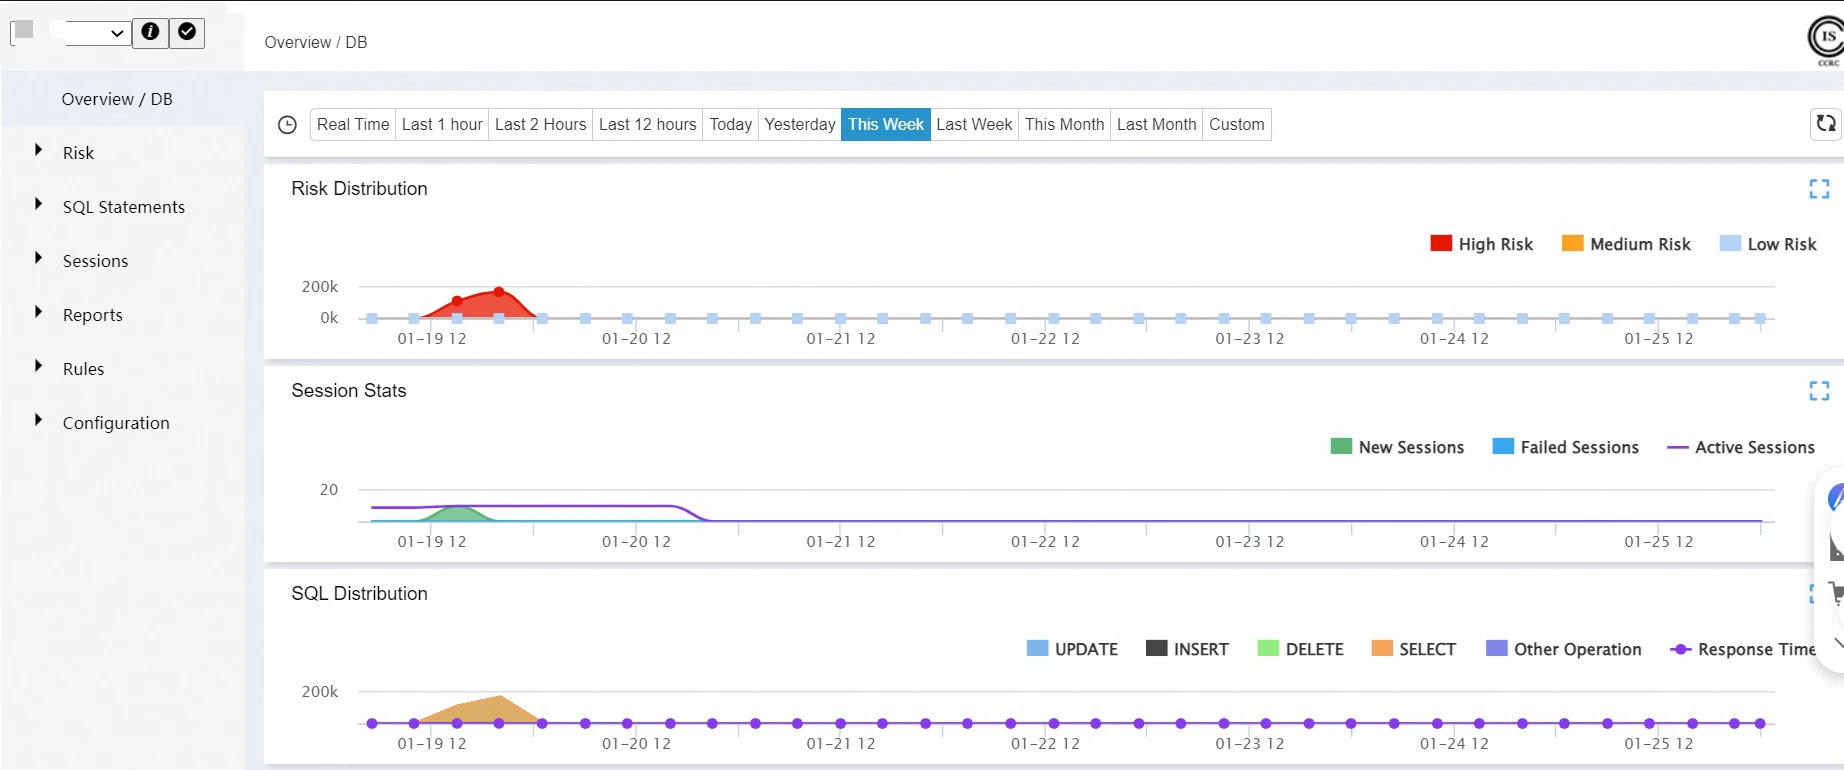 Overview / DB
IS
CCRC
Overview / DB
Risk
SQL Statements
Sessions
Reports
Rules
Configuration
Real Time Last 1 hour Last 2 Hours Last 12 hours Today Yesterday This Week Last Week This Month Last Month Custom
Risk Distribution
High Risk Medium Risk Low Risk
200k
0k
01-19 12 01-20 12 01-21 12 01-22 12 01-23 12 01-24 12 01-25 12
Session Stats
New Sessions Failed Sessions Active Sessions
20
01-19 12 01-20 12 01-21 12 01-22 12 01-23 12 01-24 12 01-25 12
SQL Distribution
UPDATE INSERT DELETE SELECT Other Operation Response Time
200k
01-19 12 01-20 12 01-21 12 01-22 12 01-23 12 01-24 12 01-25 12